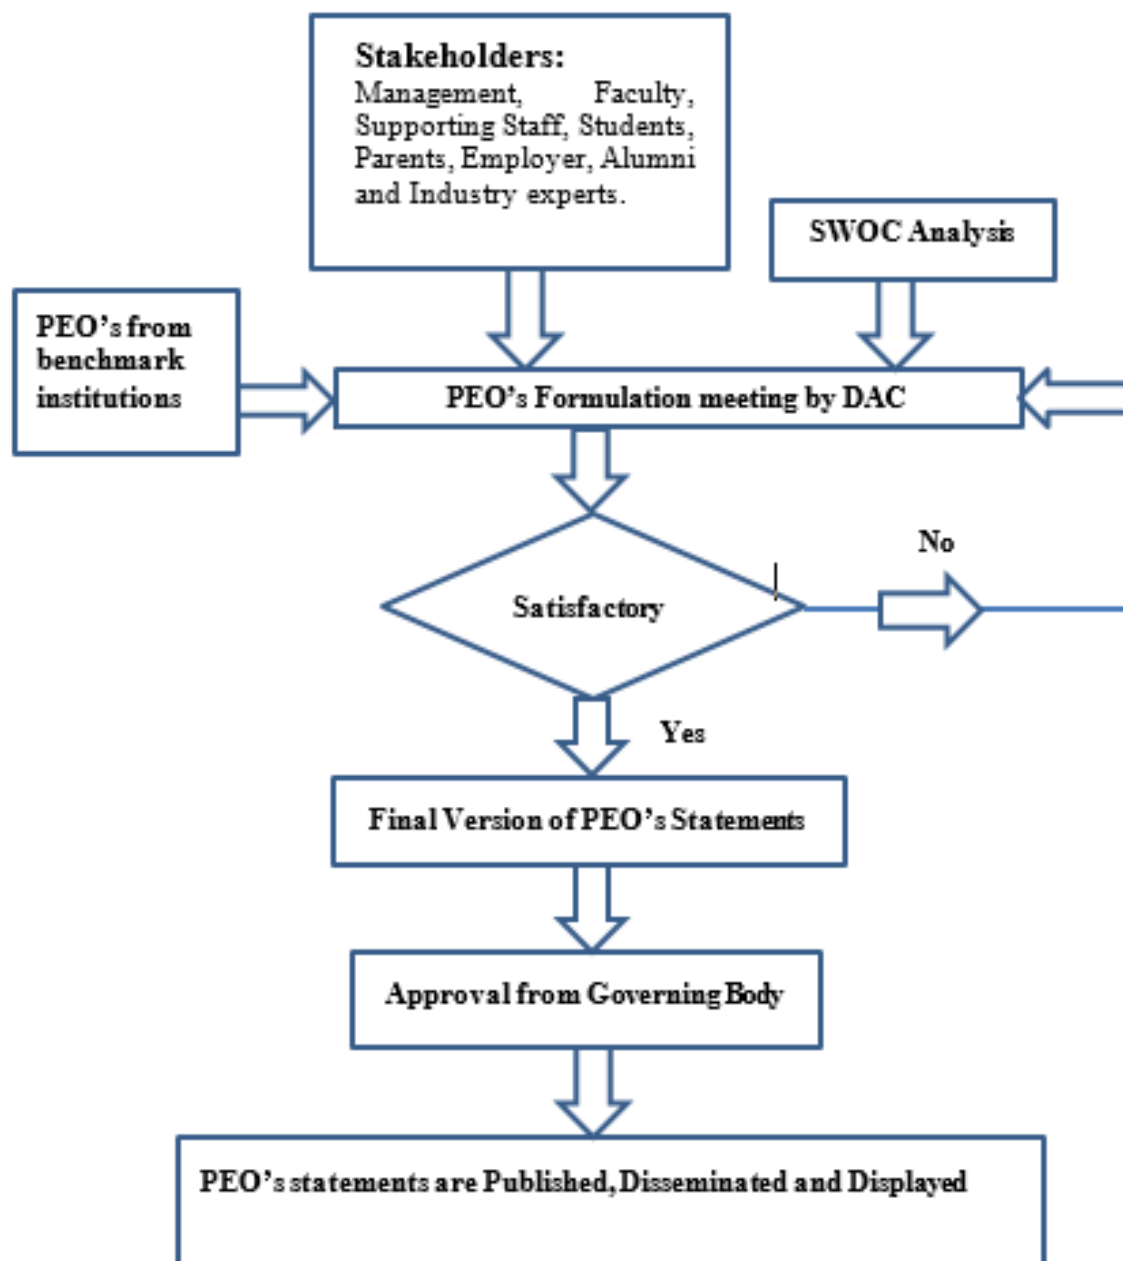 Stakeholders:
Management, Faculty,
Supporting Staff, Students,
Parents, Employer, Alumni
and Industry experts.
SWOC Analysis
PEO’s from
benchmark
institutions
PEO’s Formulation meeting by DAC
Satisfactory
No
Yes
Final Version of PEO’s Statements
Approval from Governing Body
PEO’s statements are Published, Disseminated and Displayed